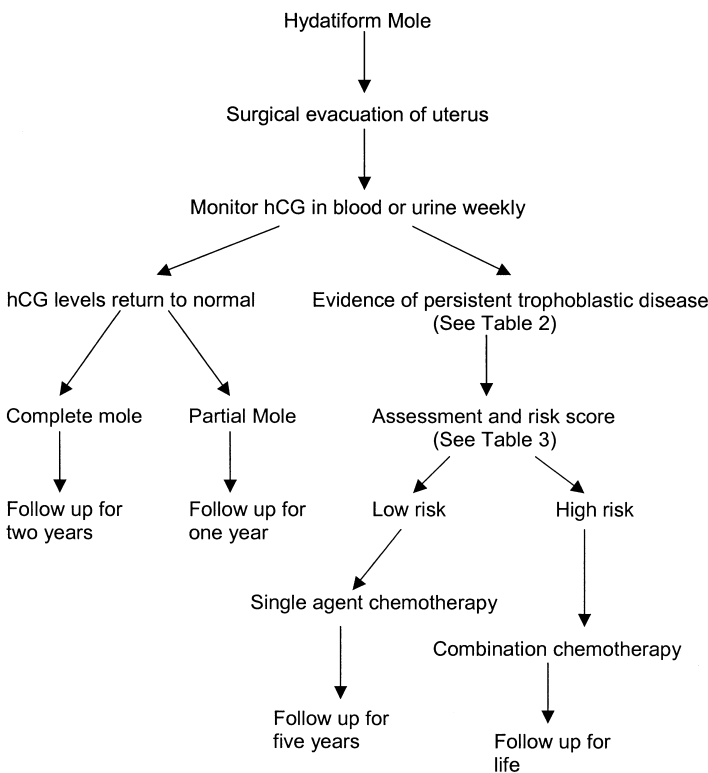 Hydatiform Mole
Surgical evacuation of uterus
Monitor hCG in blood or urine weekly
hCG levels return to normal
Evidence of persistent trophoblastic disease
(See Table 2)
Complete mole
Partial Mole
Assessment and risk score
(See Table 3)
Follow up for
two years
Follow up for
one year
Low risk
High risk
Single agent chemotherapy
Combination chemotherapy
Follow up for
five years
Follow up for
life